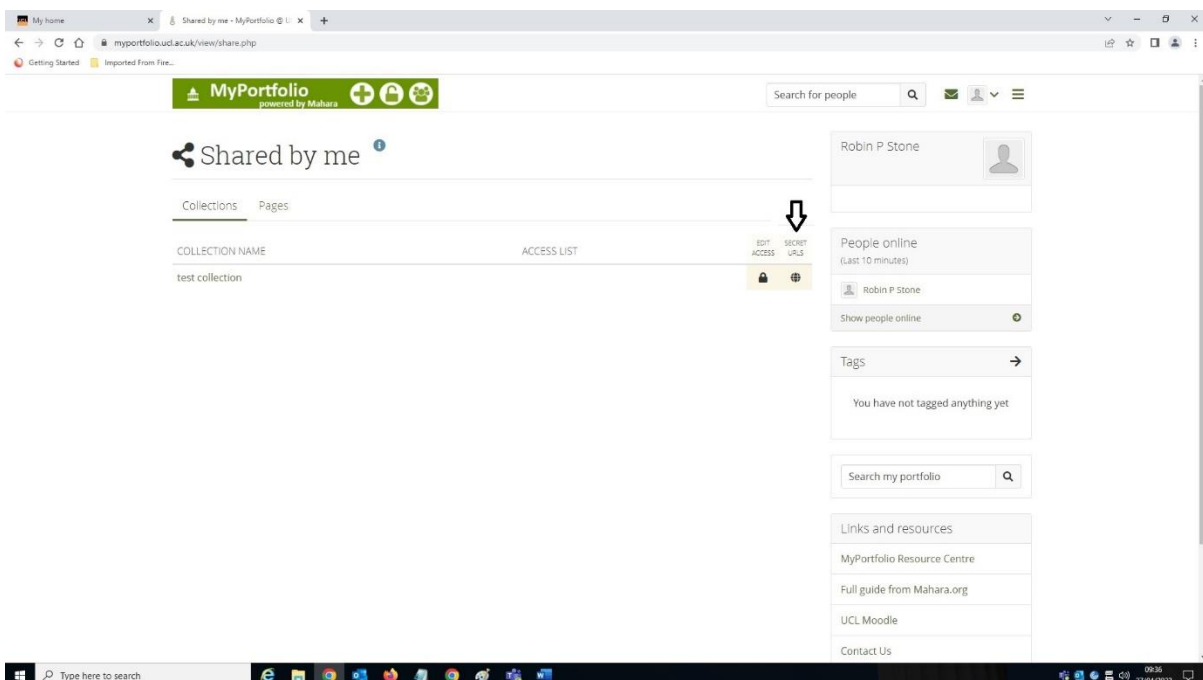 My home
Shared by me - MyPortfolio @ U
myportfolio.ucl.ac.uk/view/share.php
Getting Started Imported From Fire...
MyPortfolio
powered by Mahara
Search for people
Shared by me
Robin P Stone
Collections Pages
COLLECTION NAME ACCESS LIST EDIT ACCESS SECRET URLS
test collection
People online
(Last 10 minutes)
Robin P Stone
Show people online
Tags
You have not tagged anything yet
Search my portfolio
Links and resources
MyPortfolio Resource Centre
Full guide from Mahara.org
UCL Moodle
Contact Us
Type here to search
09:36